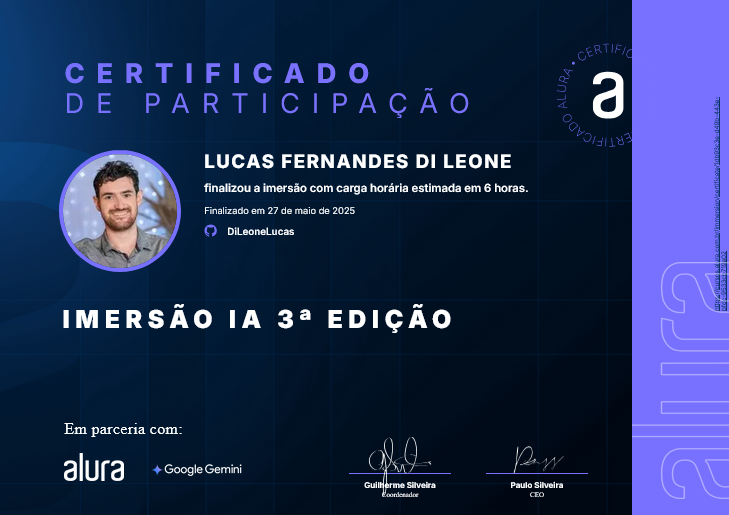 CERTIFICADO
DE PARTICIPAÇÃO
CERTIFICADO ALURA • CERTIFIC
a
LUCAS FERNANDES DI LEONE
finalizou a imersão com carga horária estimada em 6 horas.
Finalizado em 27 de maio de 2025
DiLeoneLucas
IMERSÃO IA 3ª EDIÇÃO
Em parceria com:
alura
Google Gemini
Guilherme Silveira
Coordenador
Paulo Silveira
CEO
alura